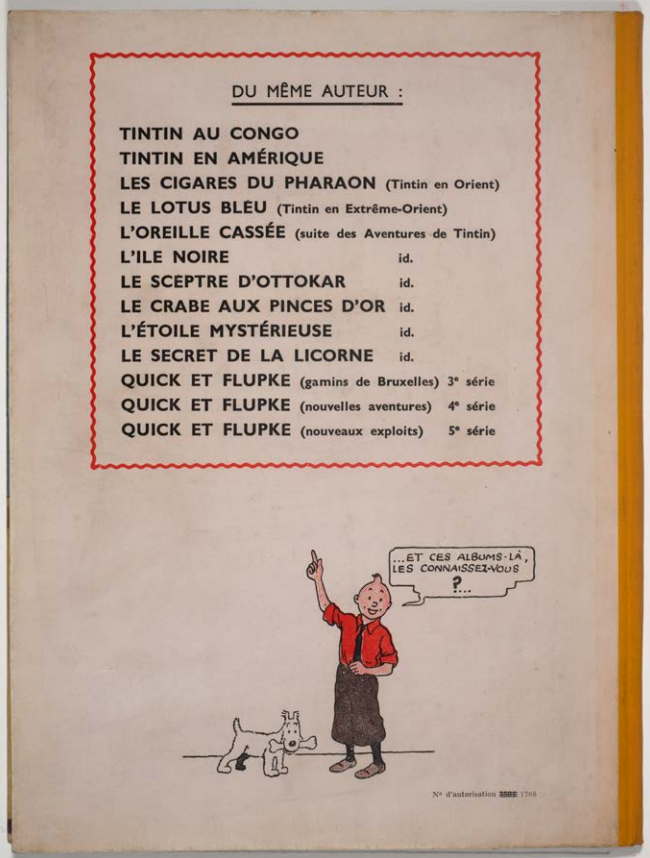 DU MÊME AUTEUR :
TINTIN AU CONGO
TINTIN EN AMÉRIQUE
LES CIGARES DU PHARAON (Tintin en Orient)
LE LOTUS BLEU (Tintin en Extrême-Orient)
L'OREILLE CASSÉE (suite des Aventures de Tintin)
L'ILE NOIRE id.
LE SCEPTRE D'OTTOKAR id.
LE CRABE AUX PINCES D'OR id.
L'ÉTOILE MYSTÉRIEUSE id.
LE SECRET DE LA LICORNE id.
QUICK ET FLUPKE (gamins de Bruxelles) 3e série
QUICK ET FLUPKE (nouvelles aventures) 4e série
QUICK ET FLUPKE (nouveaux exploits) 5e série
...ET CES ALBUMS-LÀ,
LES CONNAISSEZ-VOUS
?...
No d'autorisation 1768